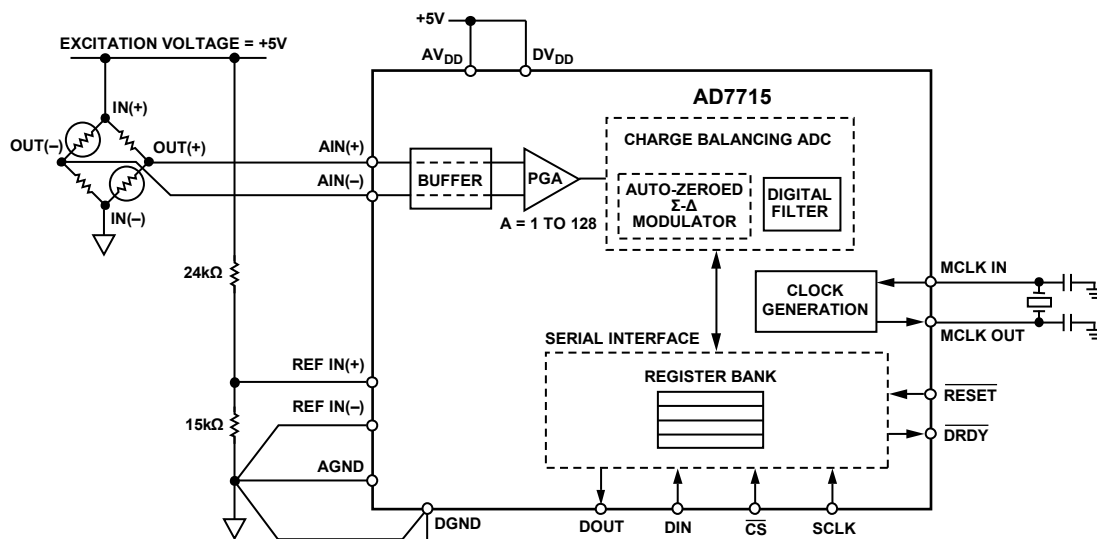 +5V
EXCITATION VOLTAGE = +5V
AVDD
DVDD
AD7715
IN(+)
CHARGE BALANCING ADC
OUT(–)
OUT(+)
AIN(+)
AIN(–)
BUFFER
PGA
AUTO-ZEROED
Σ-Δ
MODULATOR
DIGITAL
FILTER
IN(–)
A = 1 TO 128
24kΩ
MCLK IN
CLOCK
GENERATION
MCLK OUT
SERIAL INTERFACE
REF IN(+)
REGISTER BANK
RESET
REF IN(–)
15kΩ
DRDY
AGND
DGND
DOUT
DIN
CS
SCLK